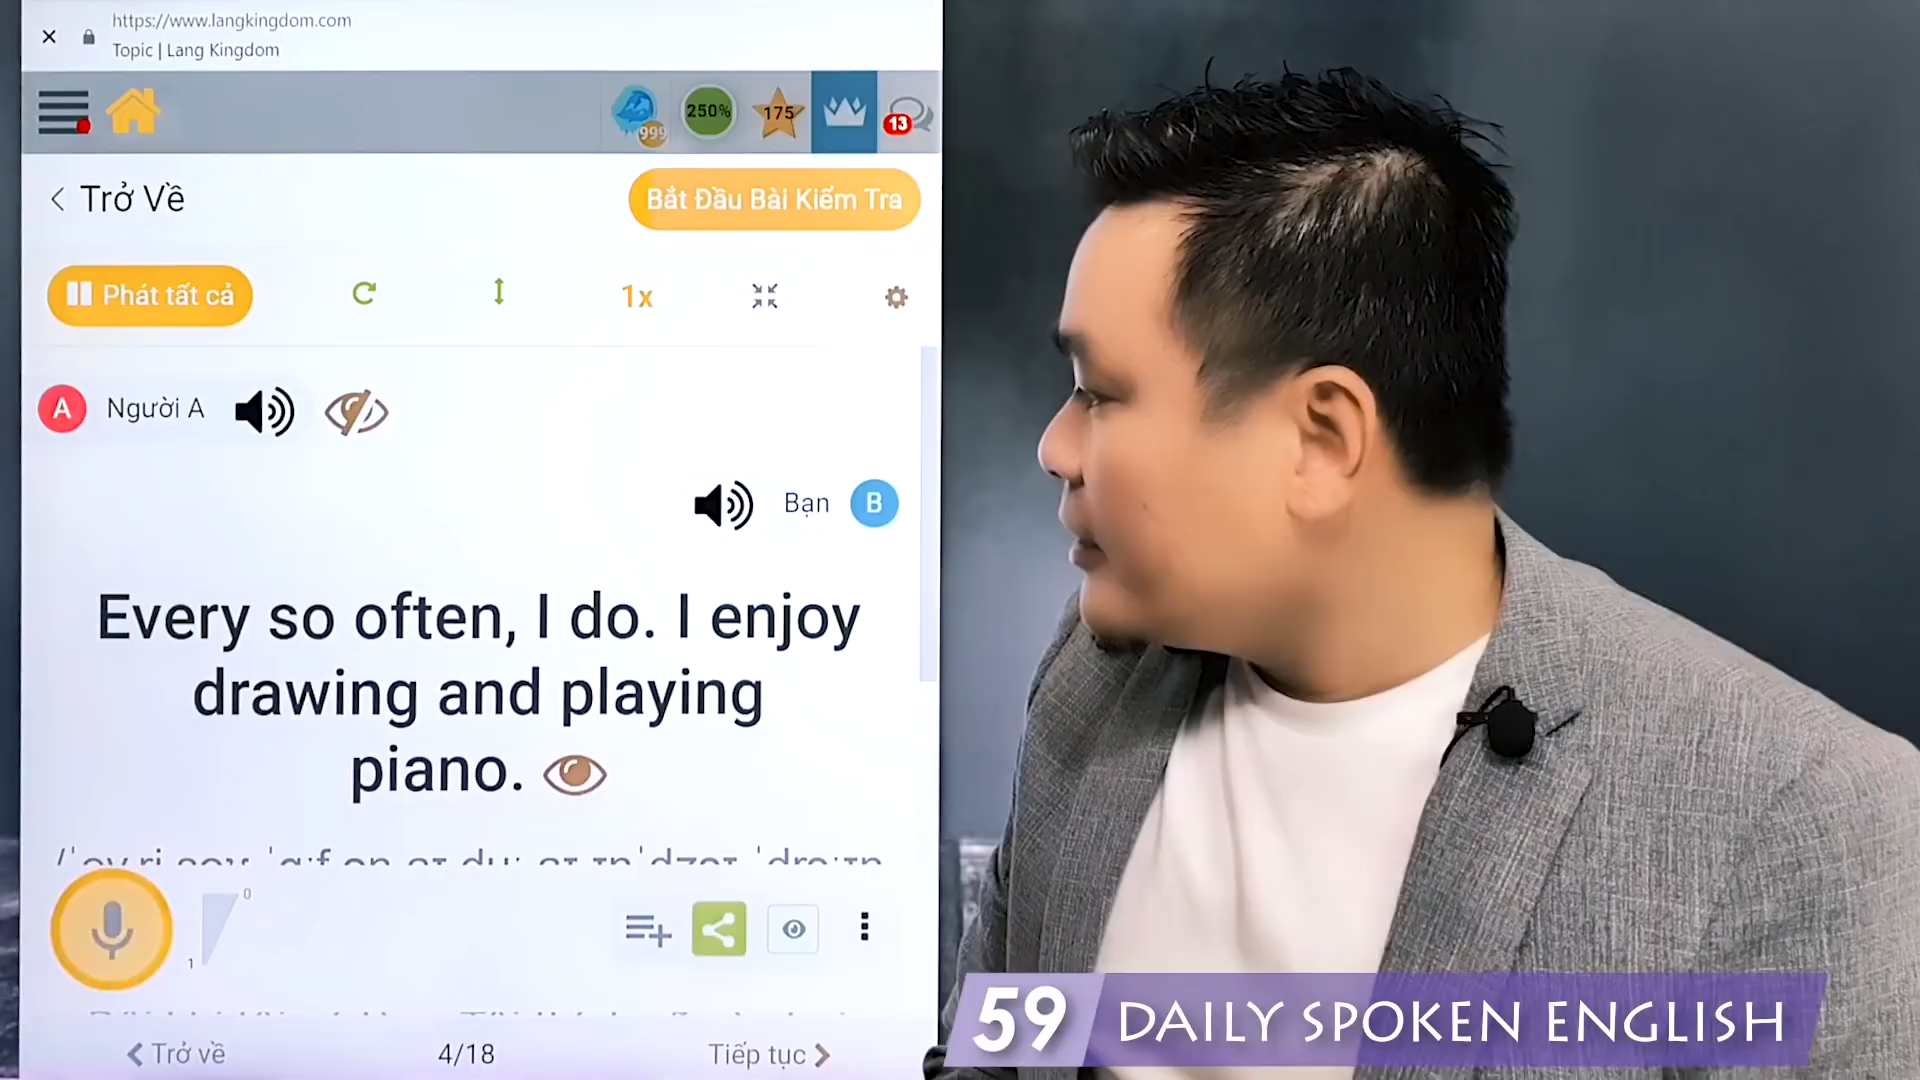 https://www.langkingdom.com
Topic | Lang Kingdom
999
250%
175
13
Trở Về
Bắt Đầu Bài Kiểm Tra
Phát tất cả
1x
A Người A
Bạn B
Every so often, I do. I enjoy
drawing and playing
piano.
0
1
Trở về
4/18
Tiếp tục
59 DAILY SPOKEN ENGLISH